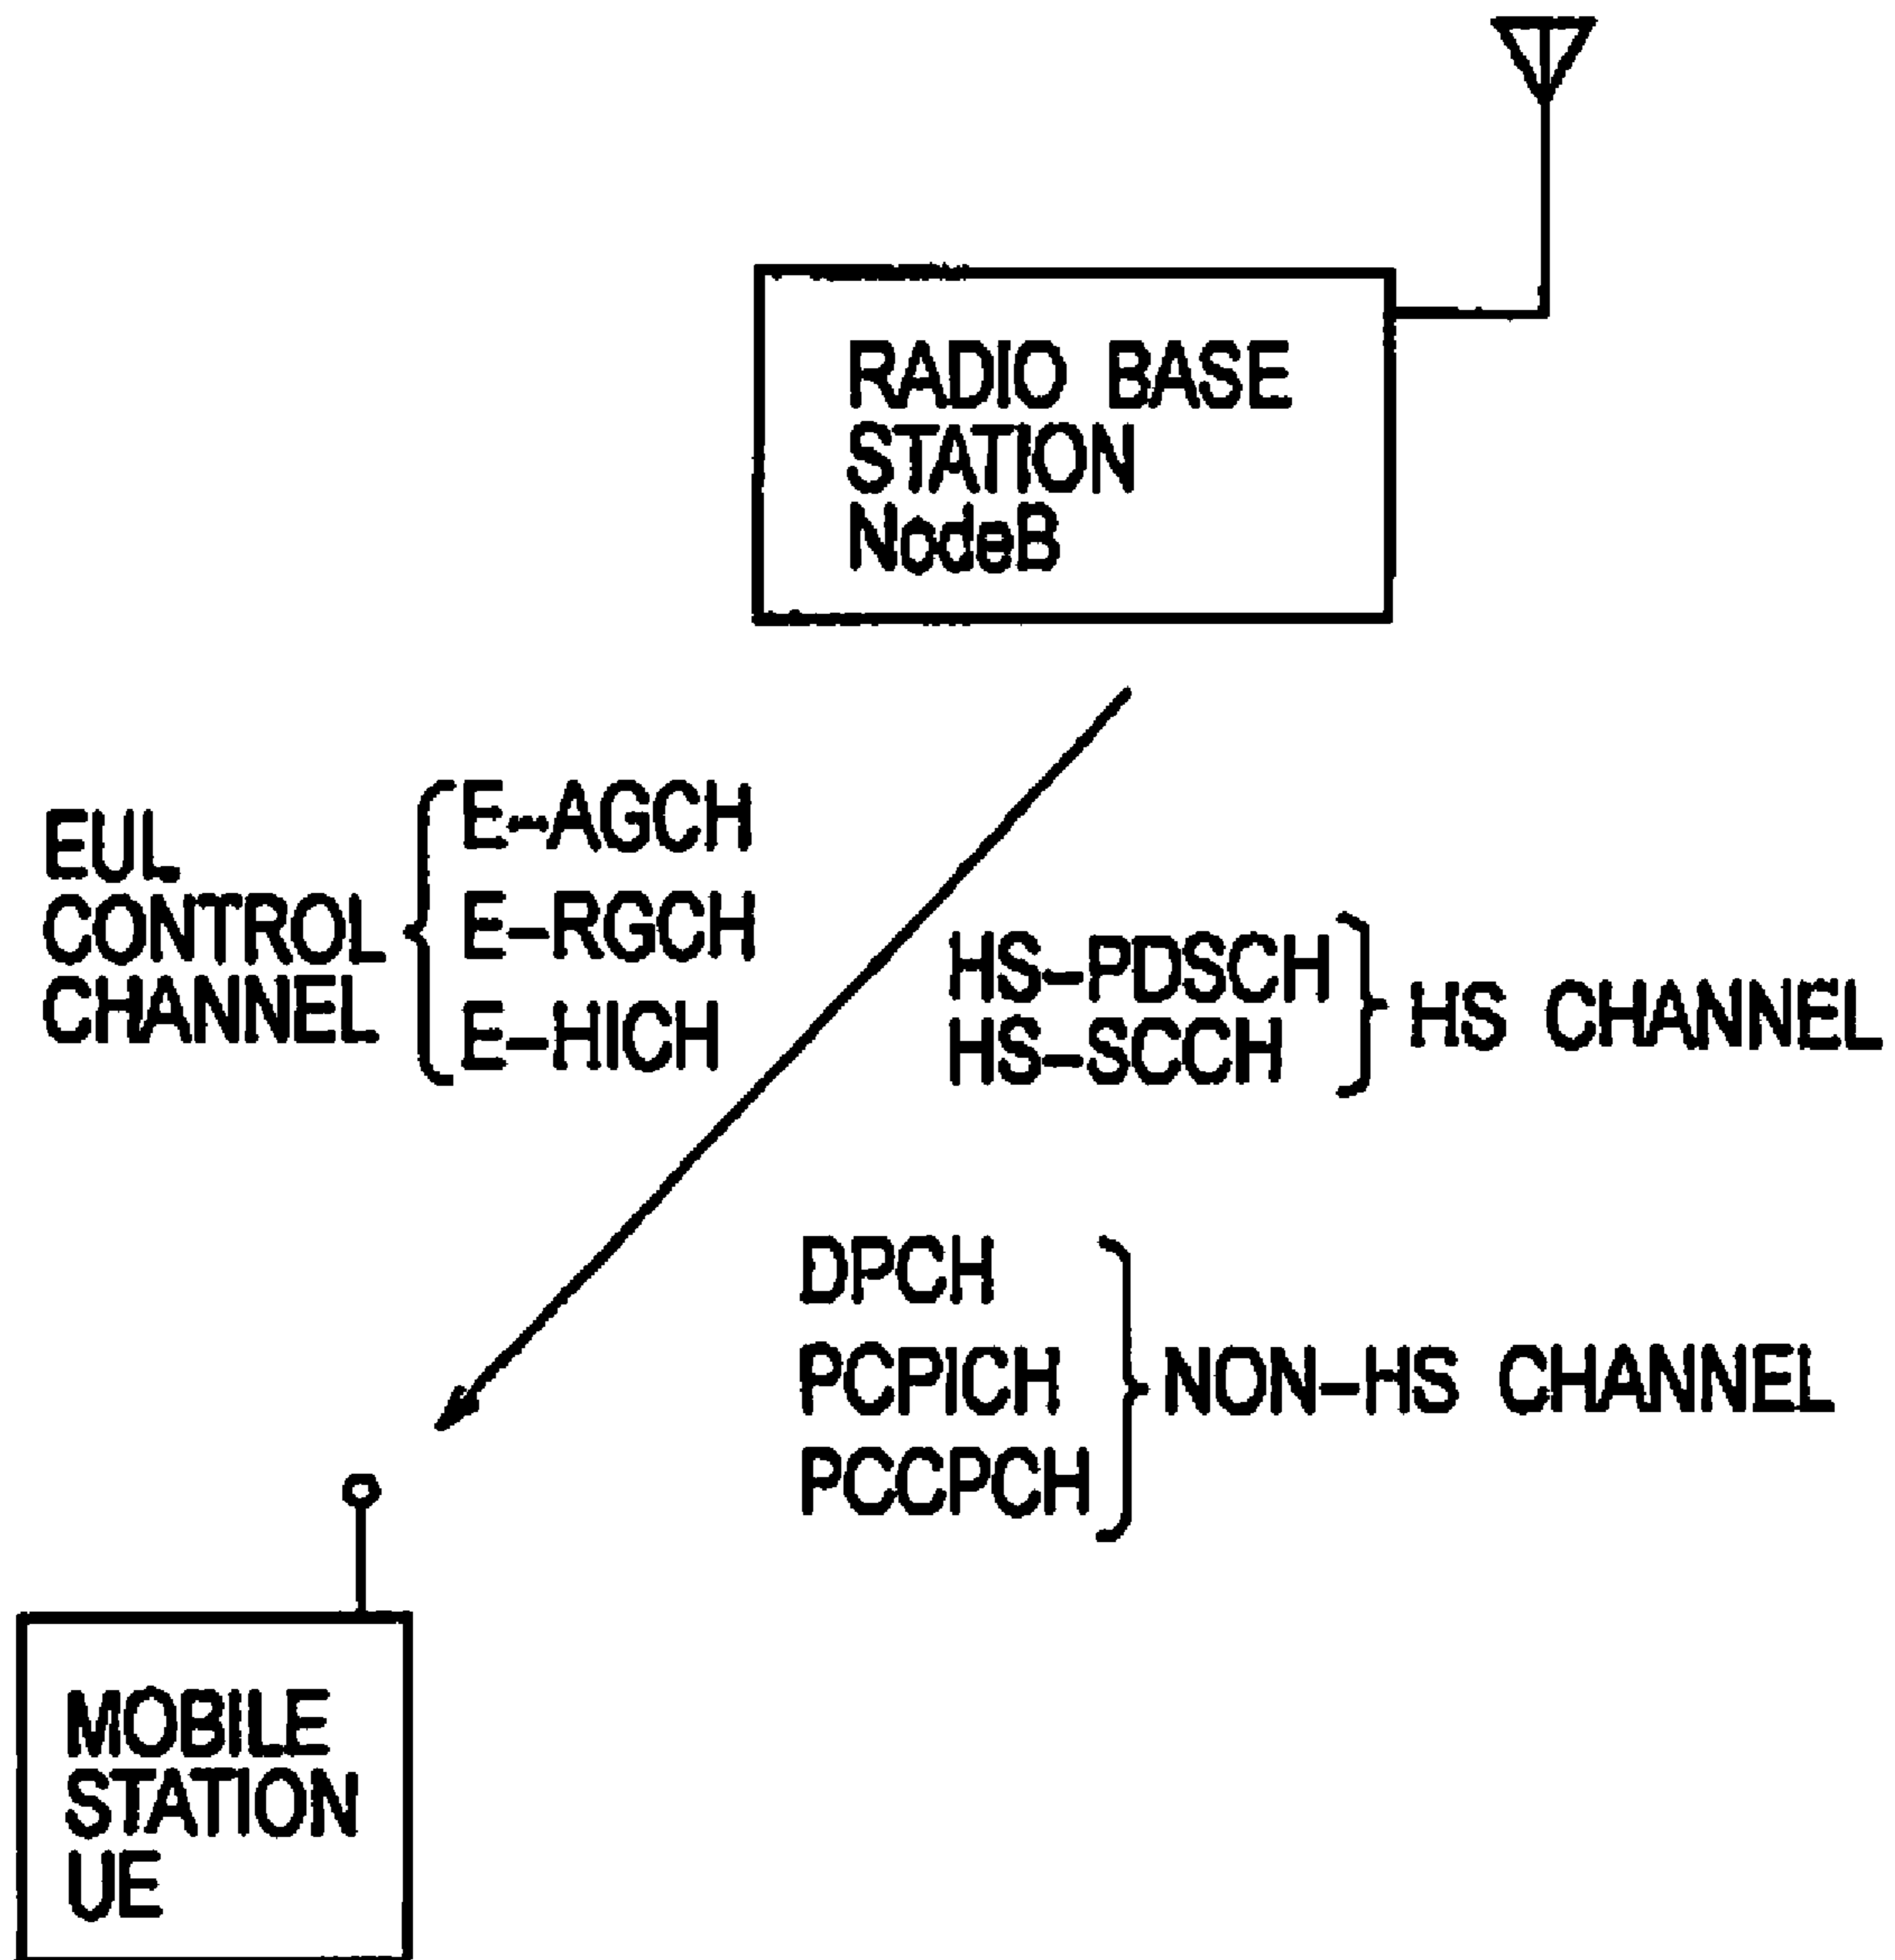 RADIO BASE
STATION
NodeB
EUL
CONTROL
CHANNEL
E-AGCH
E-RGCH
E-HICH
HS-PDSCH
HS-SCCH
HS CHANNEL
DPCH
PCPICH
PCCPCH
NON-HS CHANNEL
MOBILE
STATION
UE